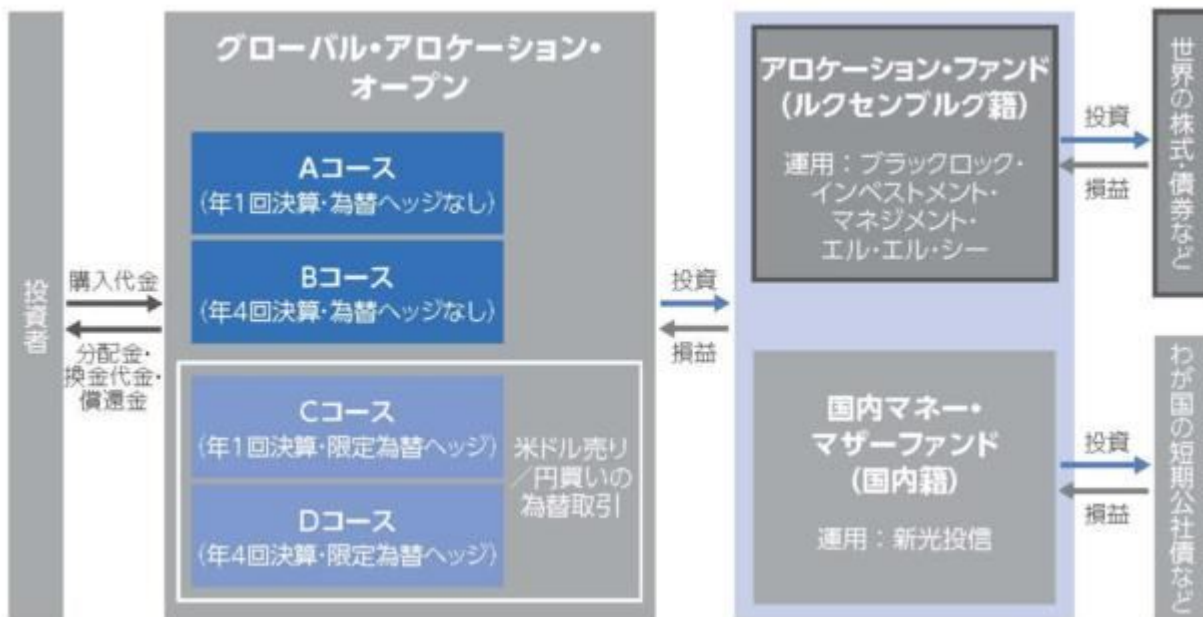 投資者
購入代金
分配金・
換金代金・
償還金
グローバル・アロケーション・
オープン
Aコース
(年1回決算・為替ヘッジなし)
Bコース
(年4回決算・為替ヘッジなし)
Cコース
(年1回決算・限定為替ヘッジ)
Dコース
(年4回決算・限定為替ヘッジ)
米ドル売り
／円買いの
為替取引
投資
損益
アロケーション・ファンド
(ルクセンブルグ籍)
運用：ブラックロック・
インベストメント・
マネジメント・
エル・エル・シー
国内マネー・
マザーファンド
(国内籍)
運用：新光投信
投資
損益
世界の株式・債券など
投資
損益
わが国の短期公社債など